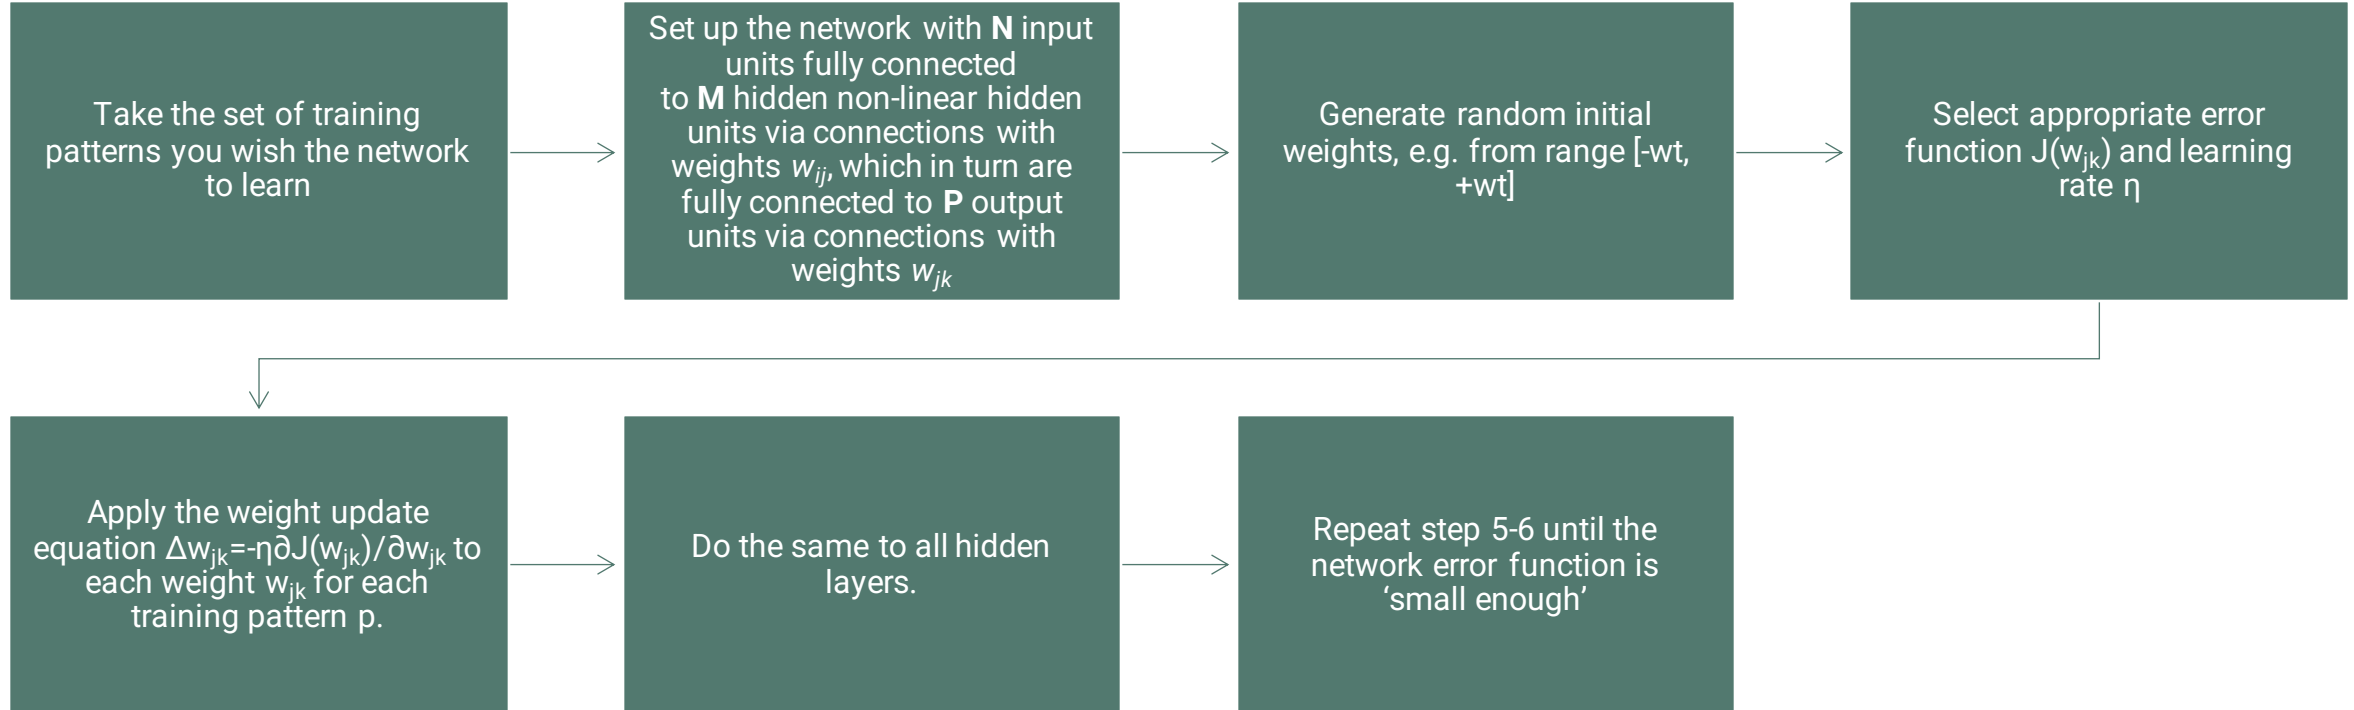 Take the set of training
patterns you wish the network
to learn
Set up the network with N input
units fully connected
to M hidden non-linear hidden
units via connections with
weights wij, which in turn are
fully connected to P output
units via connections with
weights wjk
Generate random initial
weights, e.g. from range [-wt,
+wt]
Select appropriate error
function J(wjk) and learning
rate η
Apply the weight update
equation Δwjk=-η∂J(wjk)/∂wjk to
each weight wjk for each
training pattern p.
Do the same to all hidden
layers.
Repeat step 5-6 until the
network error function is
‘small enough’